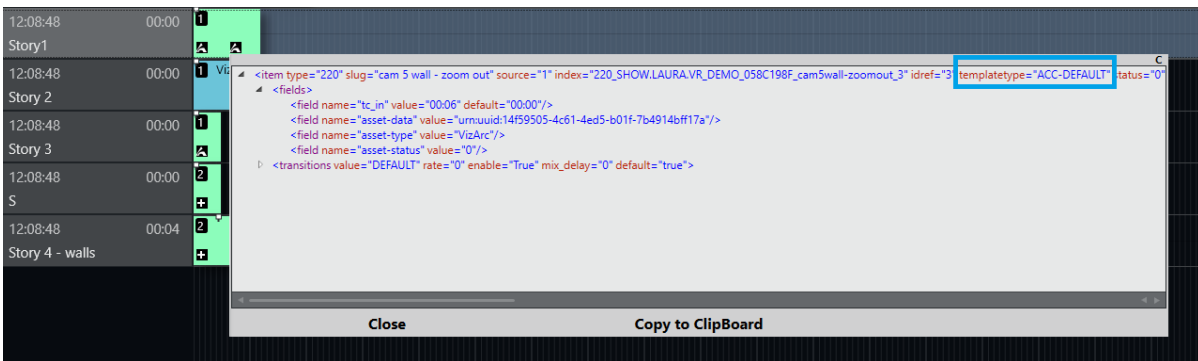 12:08:48 00:00 1
Story1
C
12:08:48 00:00 1 Viz
Story 2
<item type="220" slug="cam 5 wall - zoom out" source="1" index="220_SHOW.LAURA.VR_DEMO_058C198F_cam5wall-zoomout_3" idref="3" templatetype="ACC-DEFAULT" status="0"
<fields>
<field name="tc_in" value="00:06" default="00:00"/>
<field name="asset-data" value="urn:uuid:14f59505-4c61-4ed5-b01f-7b4914bff17a"/>
<field name="asset-type" value="VizArc"/>
<field name="asset-status" value="0"/>
<transitions value="DEFAULT" rate="0" enable="True" mix_delay="0" default="true">
12:08:48 00:00 1
Story 3
12:08:48 00:00 2
S
12:08:48 00:04 2
Story 4 - walls
Close Copy to ClipBoard